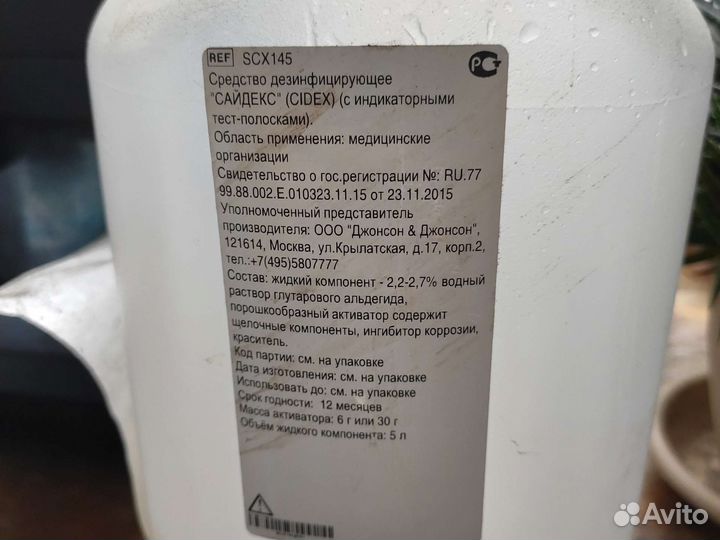 REF SCX145
Средство дезинфицирующее
"САЙДЕКС" (CIDEX) (с индикаторными
тест-полосками).
Область применения: медицинские
организации
Свидетельство о гос.регистрации №: RU.77
99.88.002.E.010323.11.15 от 23.11.2015
Уполномоченный представитель
производителя: ООО "Джонсон & Джонсон",
121614, Москва, ул.Крылатская, д.17, корп.2,
тел.:+7(495)5807777
Состав: жидкий компонент - 2,2-2,7% водный
раствор глутарового альдегида,
порошкообразный активатор содержит
щелочные компоненты, ингибитор коррозии,
краситель.
Код партии: см. на упаковке
Дата изготовления: см. на упаковке
Использовать до: см. на упаковке
Срок годности: 12 месяцев
Масса активатора: 6 г или 30 г
Объём жидкого компонента: 5 л
Avito